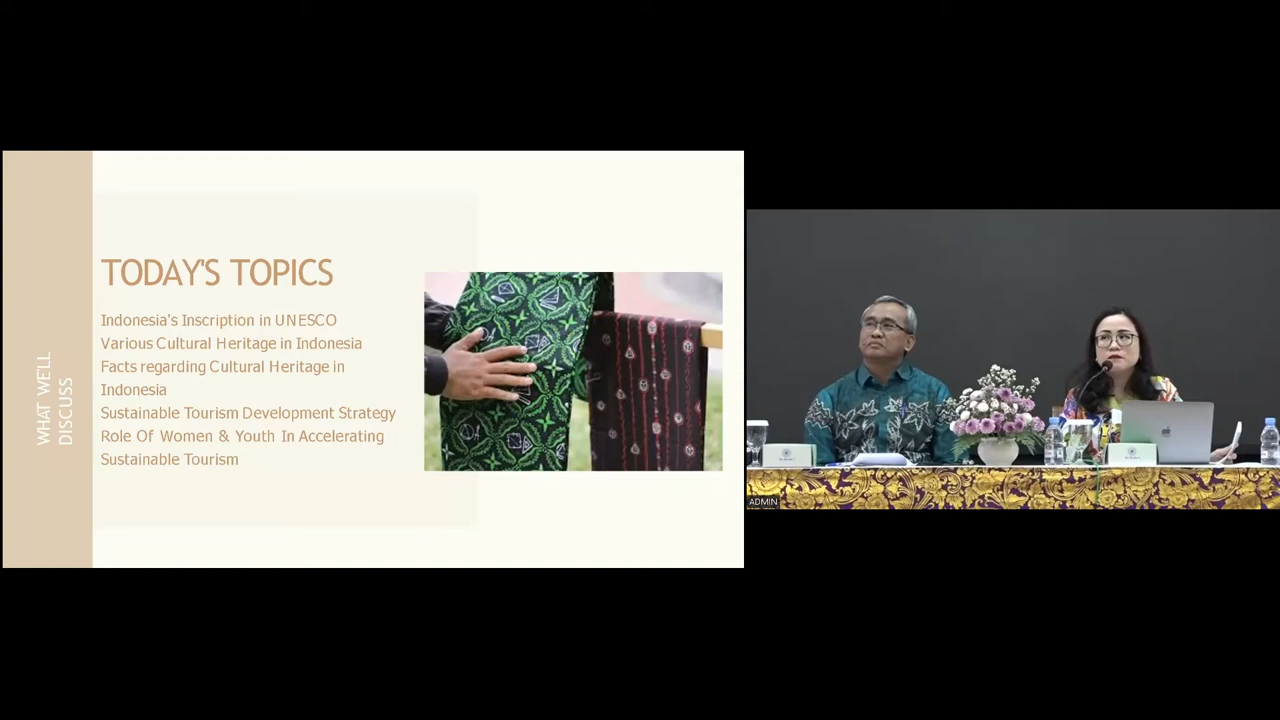 WHAT WE'LL
DISCUSS
TODAY'S TOPICS
Indonesia's Inscription in UNESCO
Various Cultural Heritage in Indonesia
Facts regarding Cultural Heritage in
Indonesia
Sustainable Tourism Development Strategy
Role Of Women & Youth In Accelerating
Sustainable Tourism
ADMIN